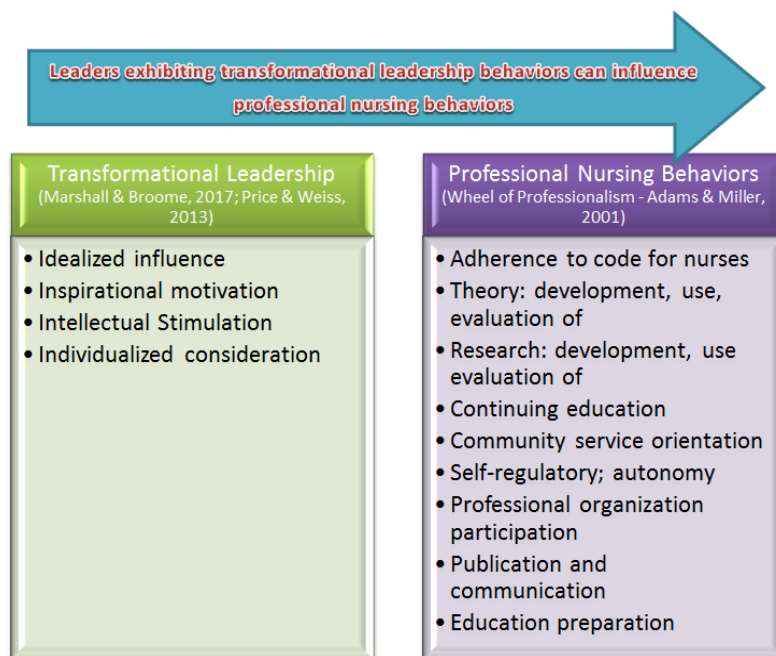 Leaders exhibiting transformational leadership behaviors can influence
professional nursing behaviors
Transformational Leadership
(Marshall & Broome, 2017; Price & Weiss,
2013)
• Idealized influence
• Inspirational motivation
• Intellectual Stimulation
• Individualized consideration
Professional Nursing Behaviors
(Wheel of Professionalism - Adams & Miller,
2001)
• Adherence to code for nurses
• Theory: development, use,
evaluation of
• Research: development, use
evaluation of
• Continuing education
• Community service orientation
• Self-regulatory; autonomy
• Professional organization
participation
• Publication and
communication
• Education preparation